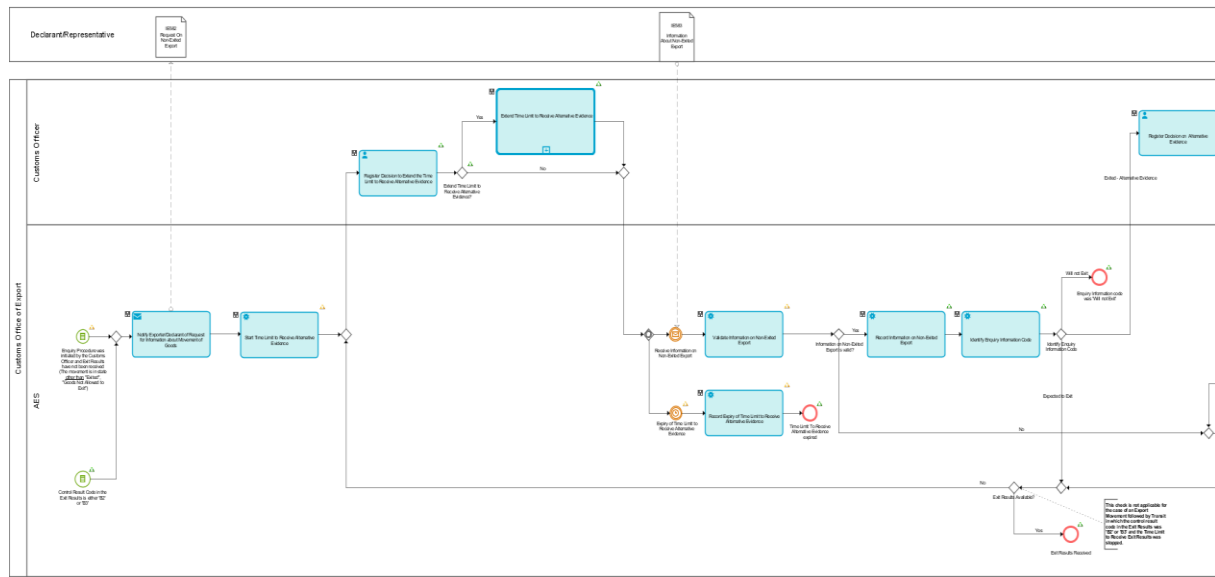 Declarant/Representative
Request On
Non-Exited
Export
Information
About Non-Exited
Export
Customs Office of Export
Customs Officer
AES
Extend Time Limit to Receive Alternative Evidence
Yes
No
Register Decision to Extend the Time
Limit to Receive Alternative Evidence
Extend Time Limit to
Receive Alternative
Evidence?
Register Decision on Alternative
Evidence
Exited - Alternative Evidence
Enquiry Procedure was
initiated by the Customs
Officer and Exit Results
have not been received
(The movement is in state
other than "Exited",
"Goods Not Allowed to
Exit")
Notify Exporter/Declarant of Request
for Information about Movement of
Goods
Start Time Limit to Receive Alternative
Evidence
Receive Information on
Non-Exited Export
Validate Information on Non-Exited
Export
Information on Non-Exited
Export is valid?
Yes
Record Information on Non-Exited
Export
Identify Enquiry Information Code
Identify Enquiry
Information Code
Will not Exit
Enquiry Information code
was "Will not Exit"
Expected to Exit
Expiry of Time Limit to
Receive Alternative
Evidence
Record Expiry of Time Limit to Receive
Alternative Evidence
Time Limit To Receive
Alternative Evidence
expired
No
Control Result Code in the
Exit Results is either 'B2'
or 'B3'
No
Exit Results Available?
Yes
Exit Results Received
This check is not applicable for
the case of an Export
Movement followed by Transit
in which the control result
code in the Exit Results was
'B2' or 'B3' and the Time Limit
to Receive Exit Results was
stopped.